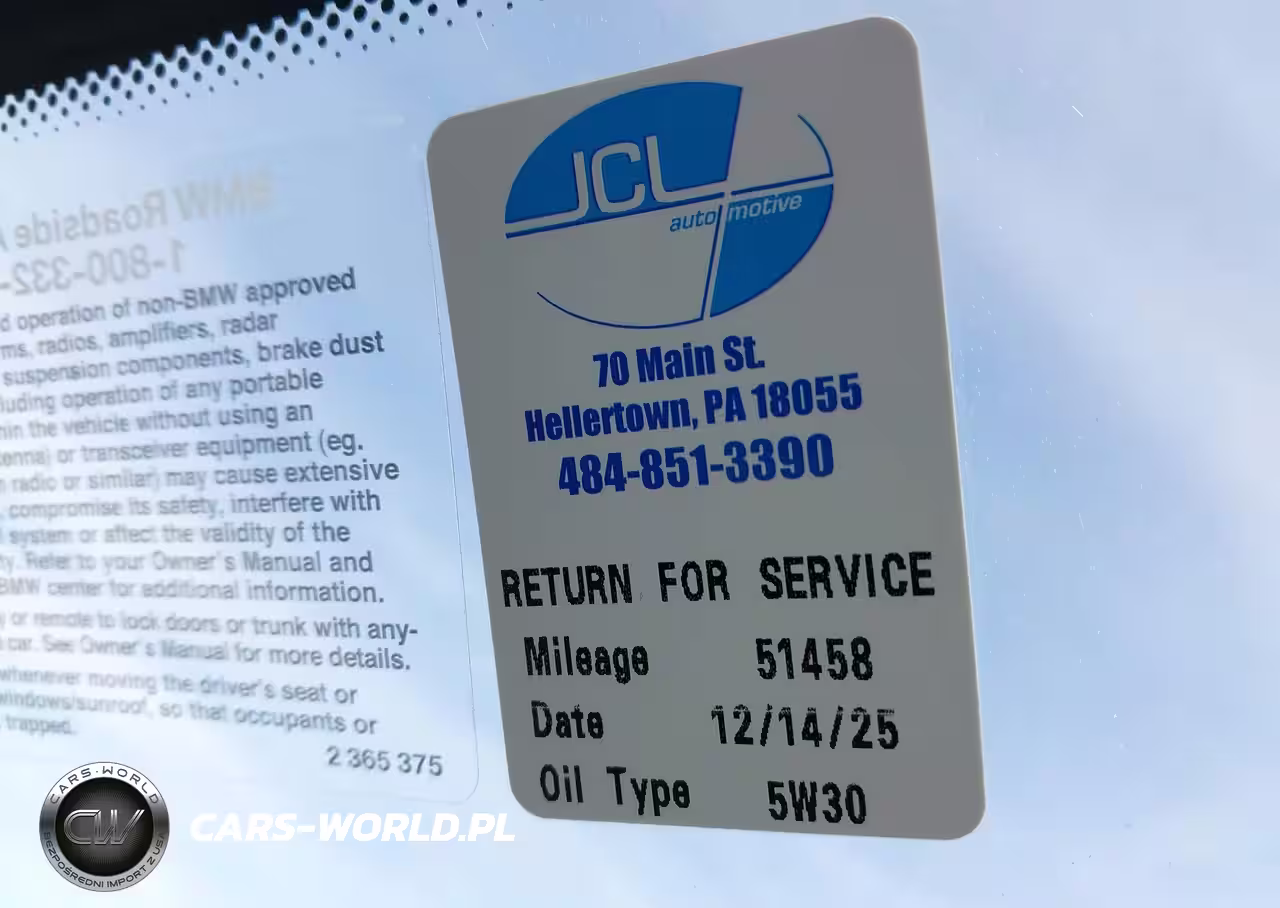 BMW Roadside A
1-800-332-
d operation of non-BMW approved
ms, radios, amplifiers, radar
suspension components, brake dust
luding operation of any portable
hin the vehicle without using an
enna) or transceiver equipment (eg.
n radio or similar) may cause extensive
, compromise its safety, interfere with
l system or affect the validity of the
ty. Refer to your Owner's Manual and
BMW center for additional information.
y or remote to lock doors or trunk with any-
car. See Owner's Manual for more details.
whenever moving the driver's seat or
windows/sunroof, so that occupants or
trapped.
2 365 375
JCL
automotive
70 Main St.
Hellertown, PA 18055
484-851-3390
RETURN FOR SERVICE
Mileage 51458
Date 12/14/25
Oil Type 5W30
CARS-WORLD
CW
BEZPOŚREDNI IMPORT Z USA
CARS-WORLD.PL